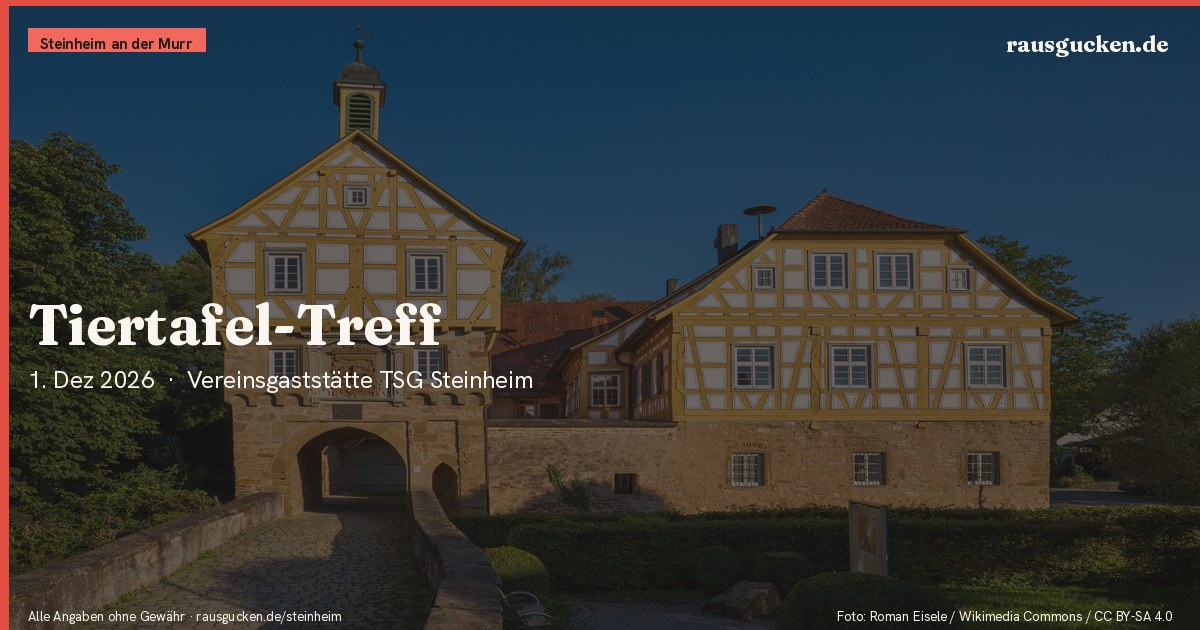 Steinheim an der Murr
rausgucken.de
Tiertafel-Treff
1. Dez 2026 · Vereinsgaststätte TSG Steinheim
Alle Angaben ohne Gewähr · rausgucken.de/steinheim
Foto: Roman Eisele / Wikimedia Commons / CC BY-SA 4.0